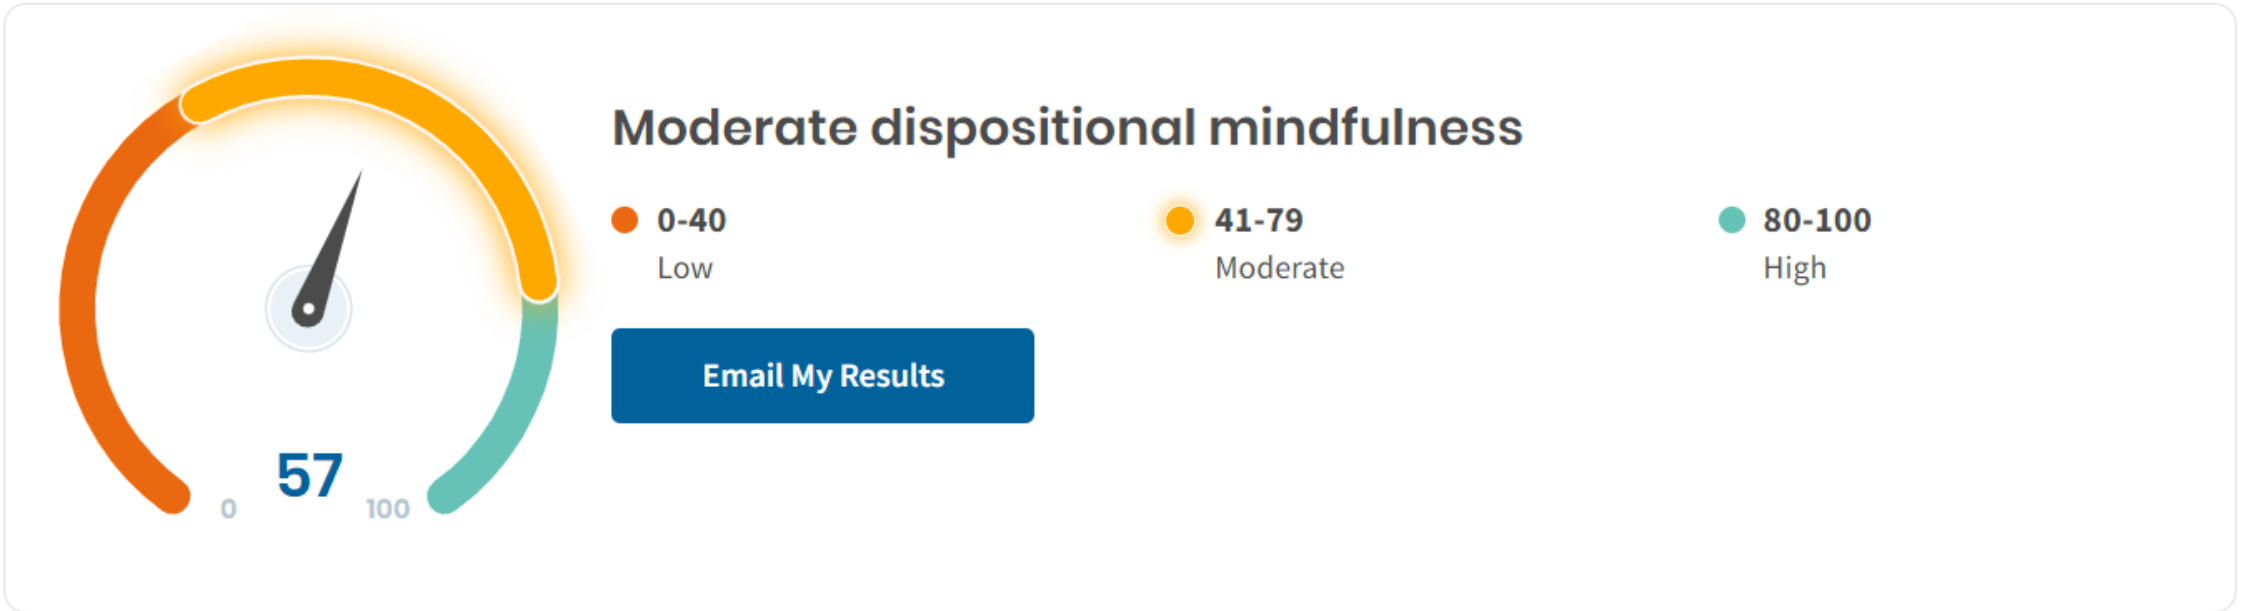 Moderate dispositional mindfulness
0-40
Low
41-79
Moderate
80-100
High
Email My Results
57
0
100